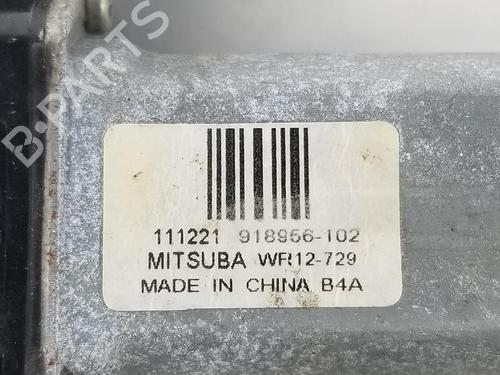 B-PARTS
111221 918956-102
MITSUBA WR12-729
MADE IN CHINA B4A